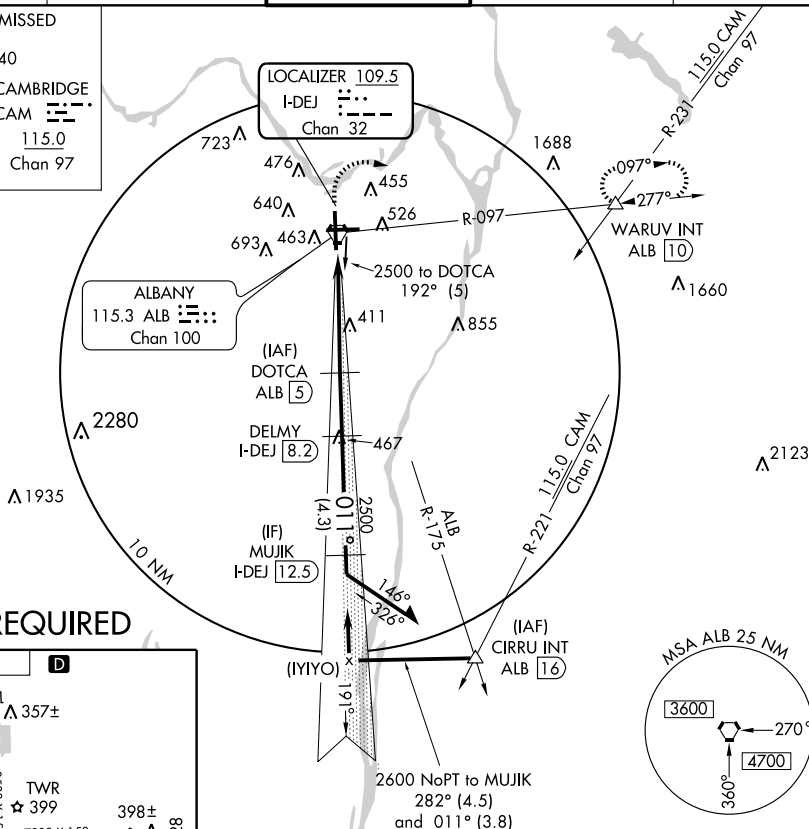 MISSED
40
CAMBRIDGE
CAM
115.0
Chan 97
LOCALIZER 109.5
I-DEJ
Chan 32
115.0 CAM
Chan 97
R-231
723
476
455
1688
640
526
693
463
R-097
097°
277°
WARUV INT
ALB 10
2500 to DOTCA
192° (5)
1660
ALBANY
115.3 ALB
Chan 100
411
855
(IAF)
DOTCA
ALB 5
2280
DELMY
I-DEJ 8.2
467
2123
1935
115.0 CAM
Chan 97
R-221
ALB
R-175
2500
011°
(4.3)
(IF)
MUJIK
I-DEJ 12.5
10 NM
146°
326°
REQUIRED
(IAF)
CIRRU INT
ALB 16
(IYIYO)
191°
D
357±
TWR
399
398±
2600 NoPT to MUJIK
282° (4.5)
and 011° (3.8)
MSA ALB 25 NM
3600
270°
4700
360°